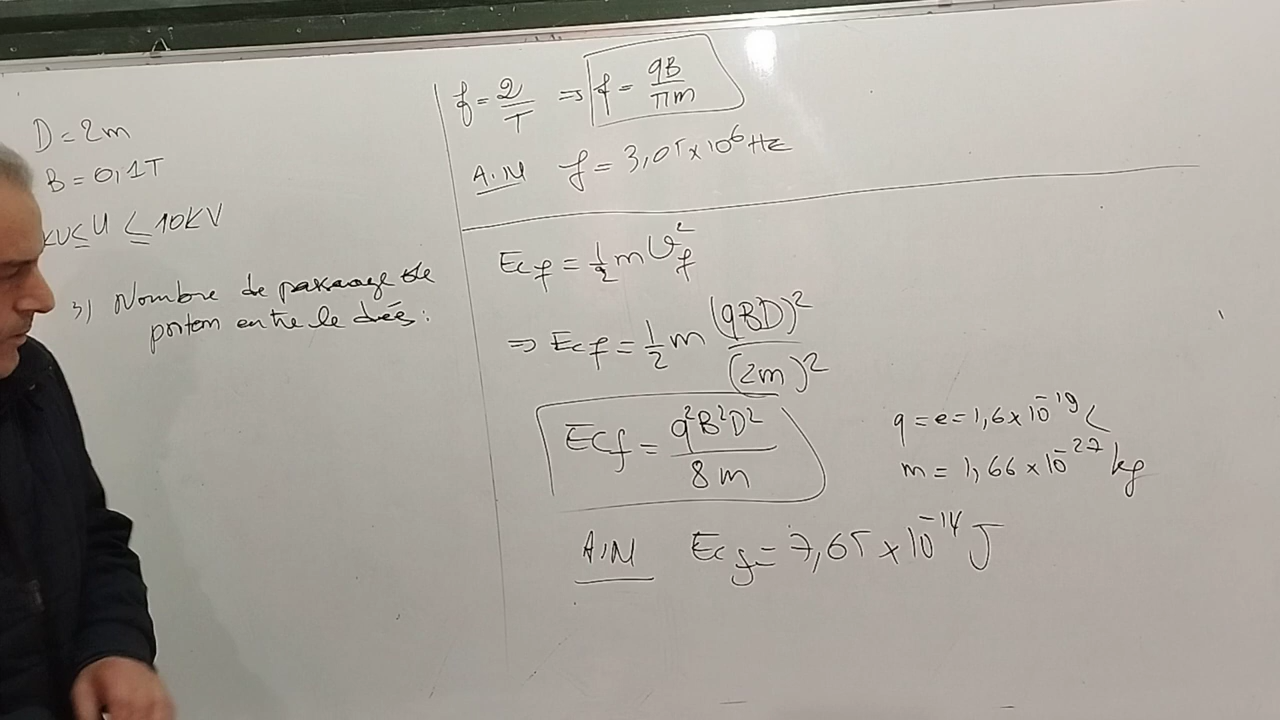 D = 2m
B = 0,1T
KV ≤ U ≤ 10KV
3) Nombre de passage de
proton entre le dées :
f = 2/T ⇒ f = qB/πm
A.N f = 3,05 × 10⁶ Hz
Ecf = 1/2 m v²f
⇒ Ecf = 1/2 m (qBD)²/(2m)²
Ecf = q²B²D²/8m
q = e = 1,6 × 10⁻¹⁹ C
m = 1,66 × 10⁻²⁷ kg
A.N Ecf = 7,65 × 10⁻¹⁴ J